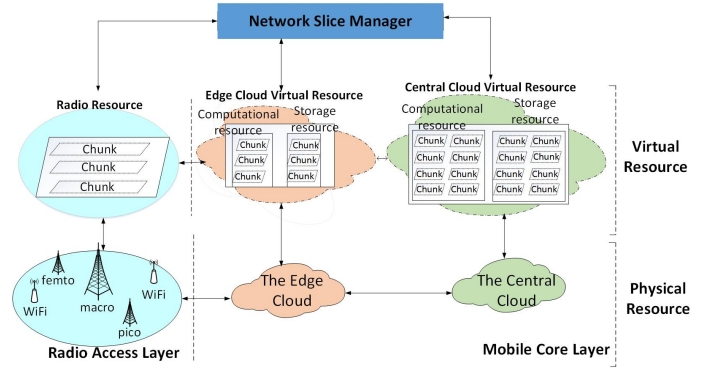 Network Slice Manager
Radio Resource
Edge Cloud Virtual Resource
Central Cloud Virtual Resource
Computational
resource
Storage
resource
Computational
resource
Storage
resource
Chunk
Chunk
Chunk
Chunk Chunk
Chunk Chunk
Chunk Chunk
Chunk Chunk Chunk Chunk
Chunk Chunk Chunk Chunk
Chunk Chunk Chunk Chunk
Chunk Chunk Chunk Chunk
Virtual
Resource
femto
WiFi
macro
WiFi
pico
The Edge
Cloud
The Central
Cloud
Physical
Resource
Radio Access Layer
Mobile Core Layer